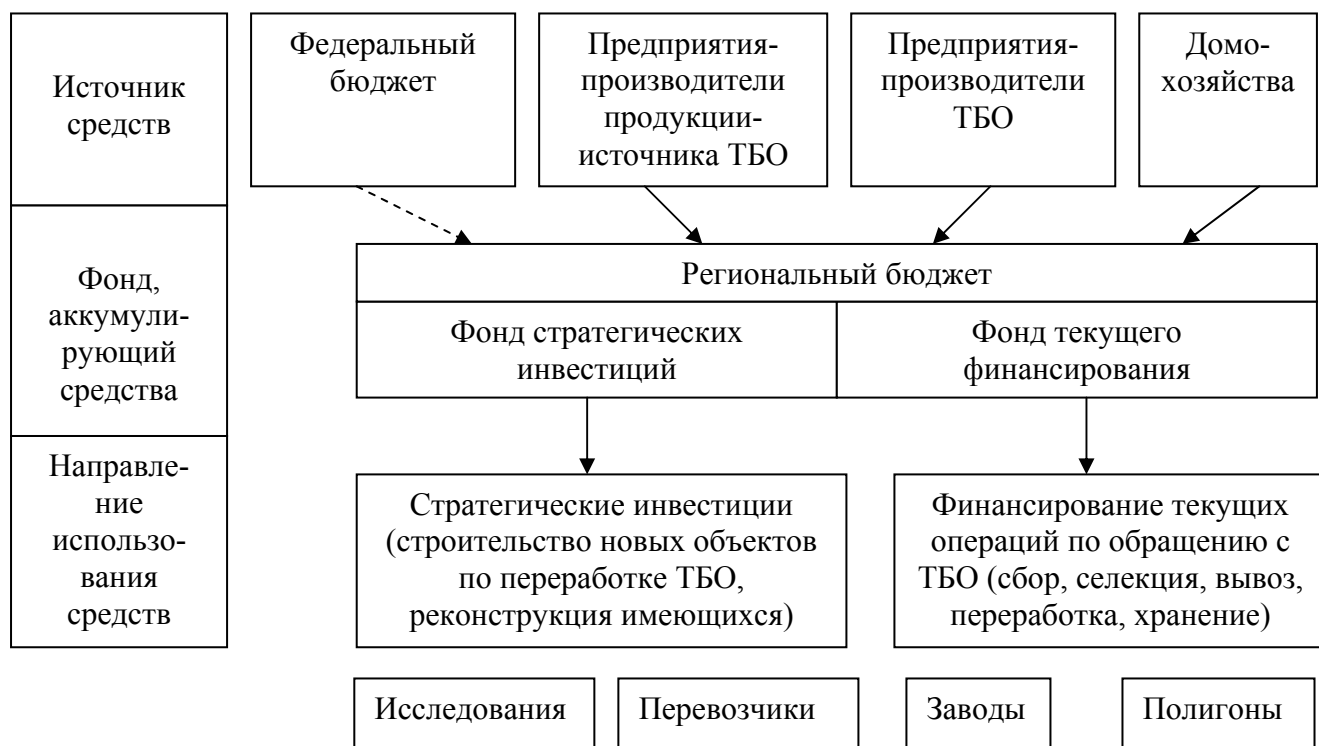 Источник
средств
Федеральный
бюджет
Предприятия-
производители
продукции-
источника ТБО
Предприятия-
производители
ТБО
Домо-
хозяйства
Фонд,
аккумули-
рующий
средства
Региональный бюджет
Фонд стратегических
инвестиций
Фонд текущего
финансирования
Направле-
ние
использо-
вания
средств
Стратегические инвестиции
(строительство новых объектов
по переработке ТБО,
реконструкция имеющихся)
Финансирование текущих
операций по обращению с
ТБО (сбор, селекция, вывоз,
переработка, хранение)
Исследования
Перевозчики
Заводы
Полигоны